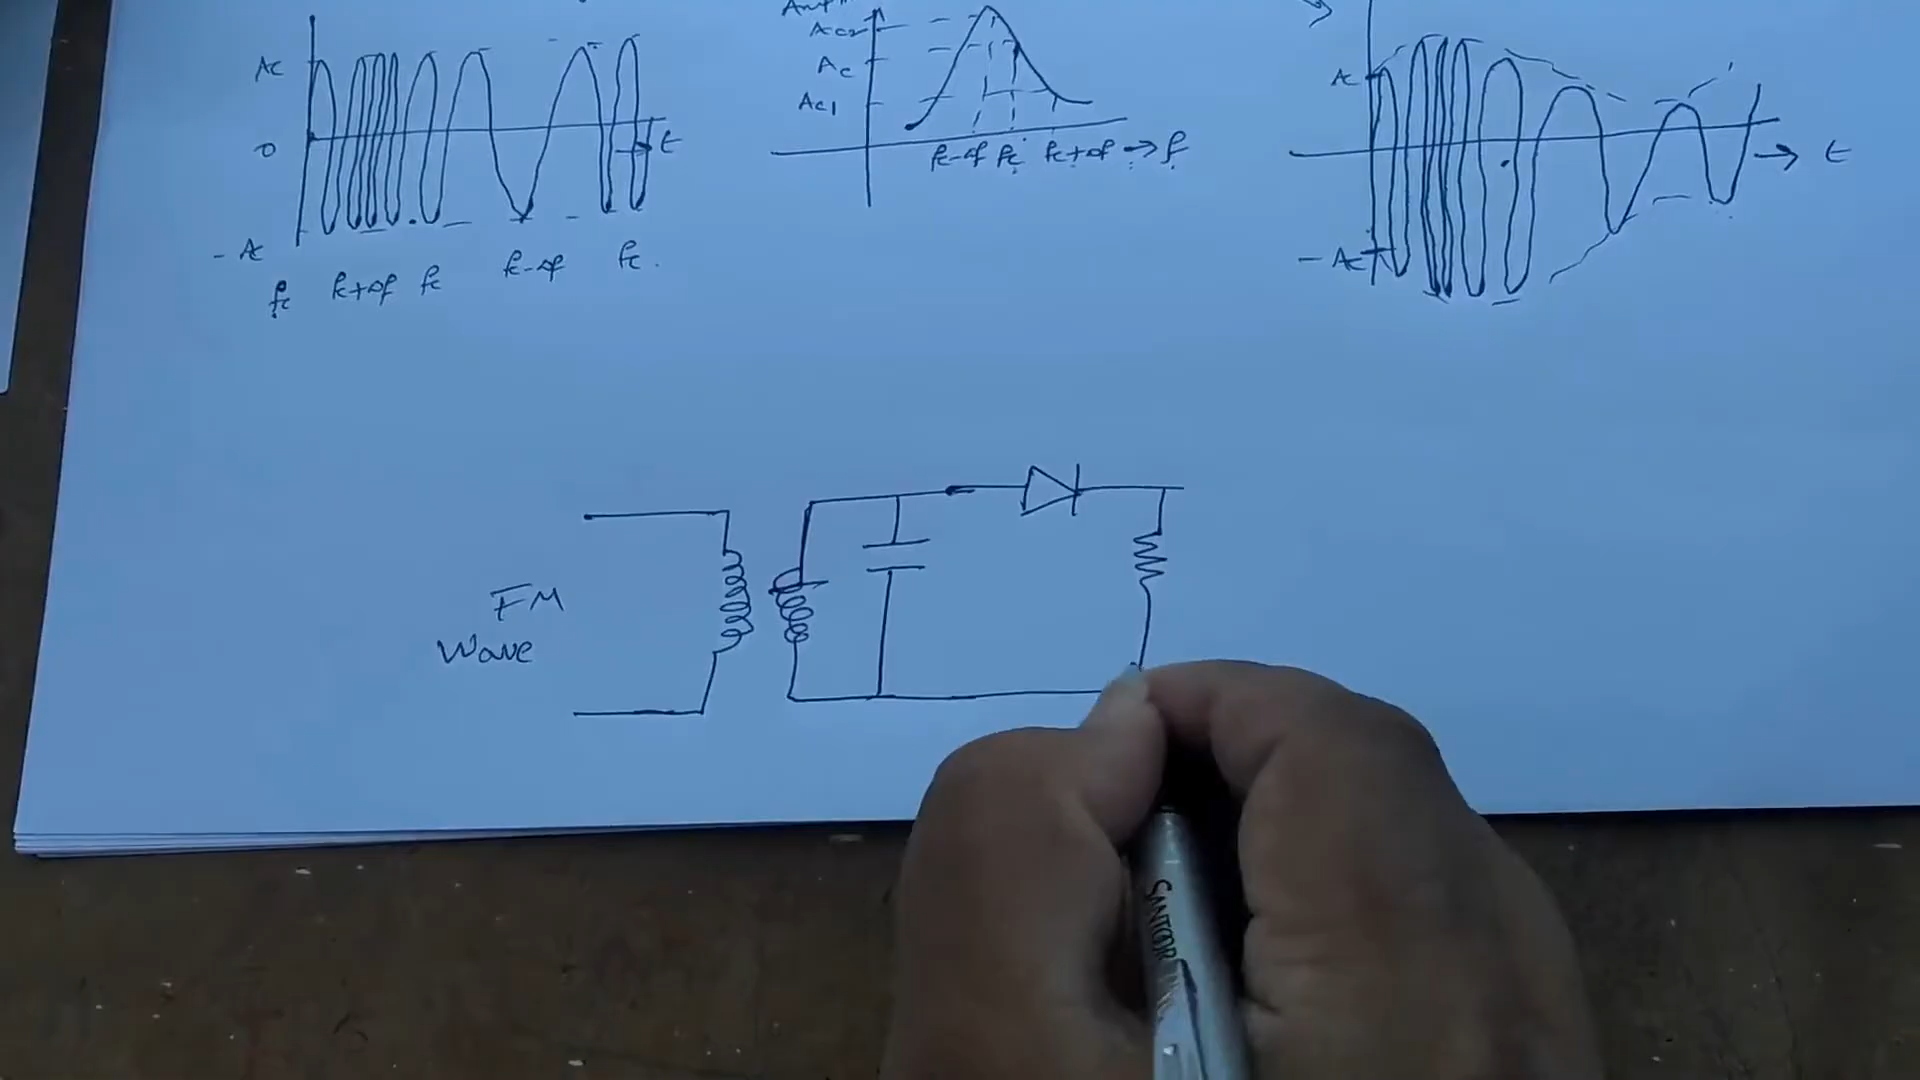 Ac
0
- Ac
fc fc+Δf fc fc-Δf fc
t
Ac2
Ac
Ac1
fc-Δf fc fc+Δf → f
Ac
- Ac
→ t
FM
Wave
SANTOOR